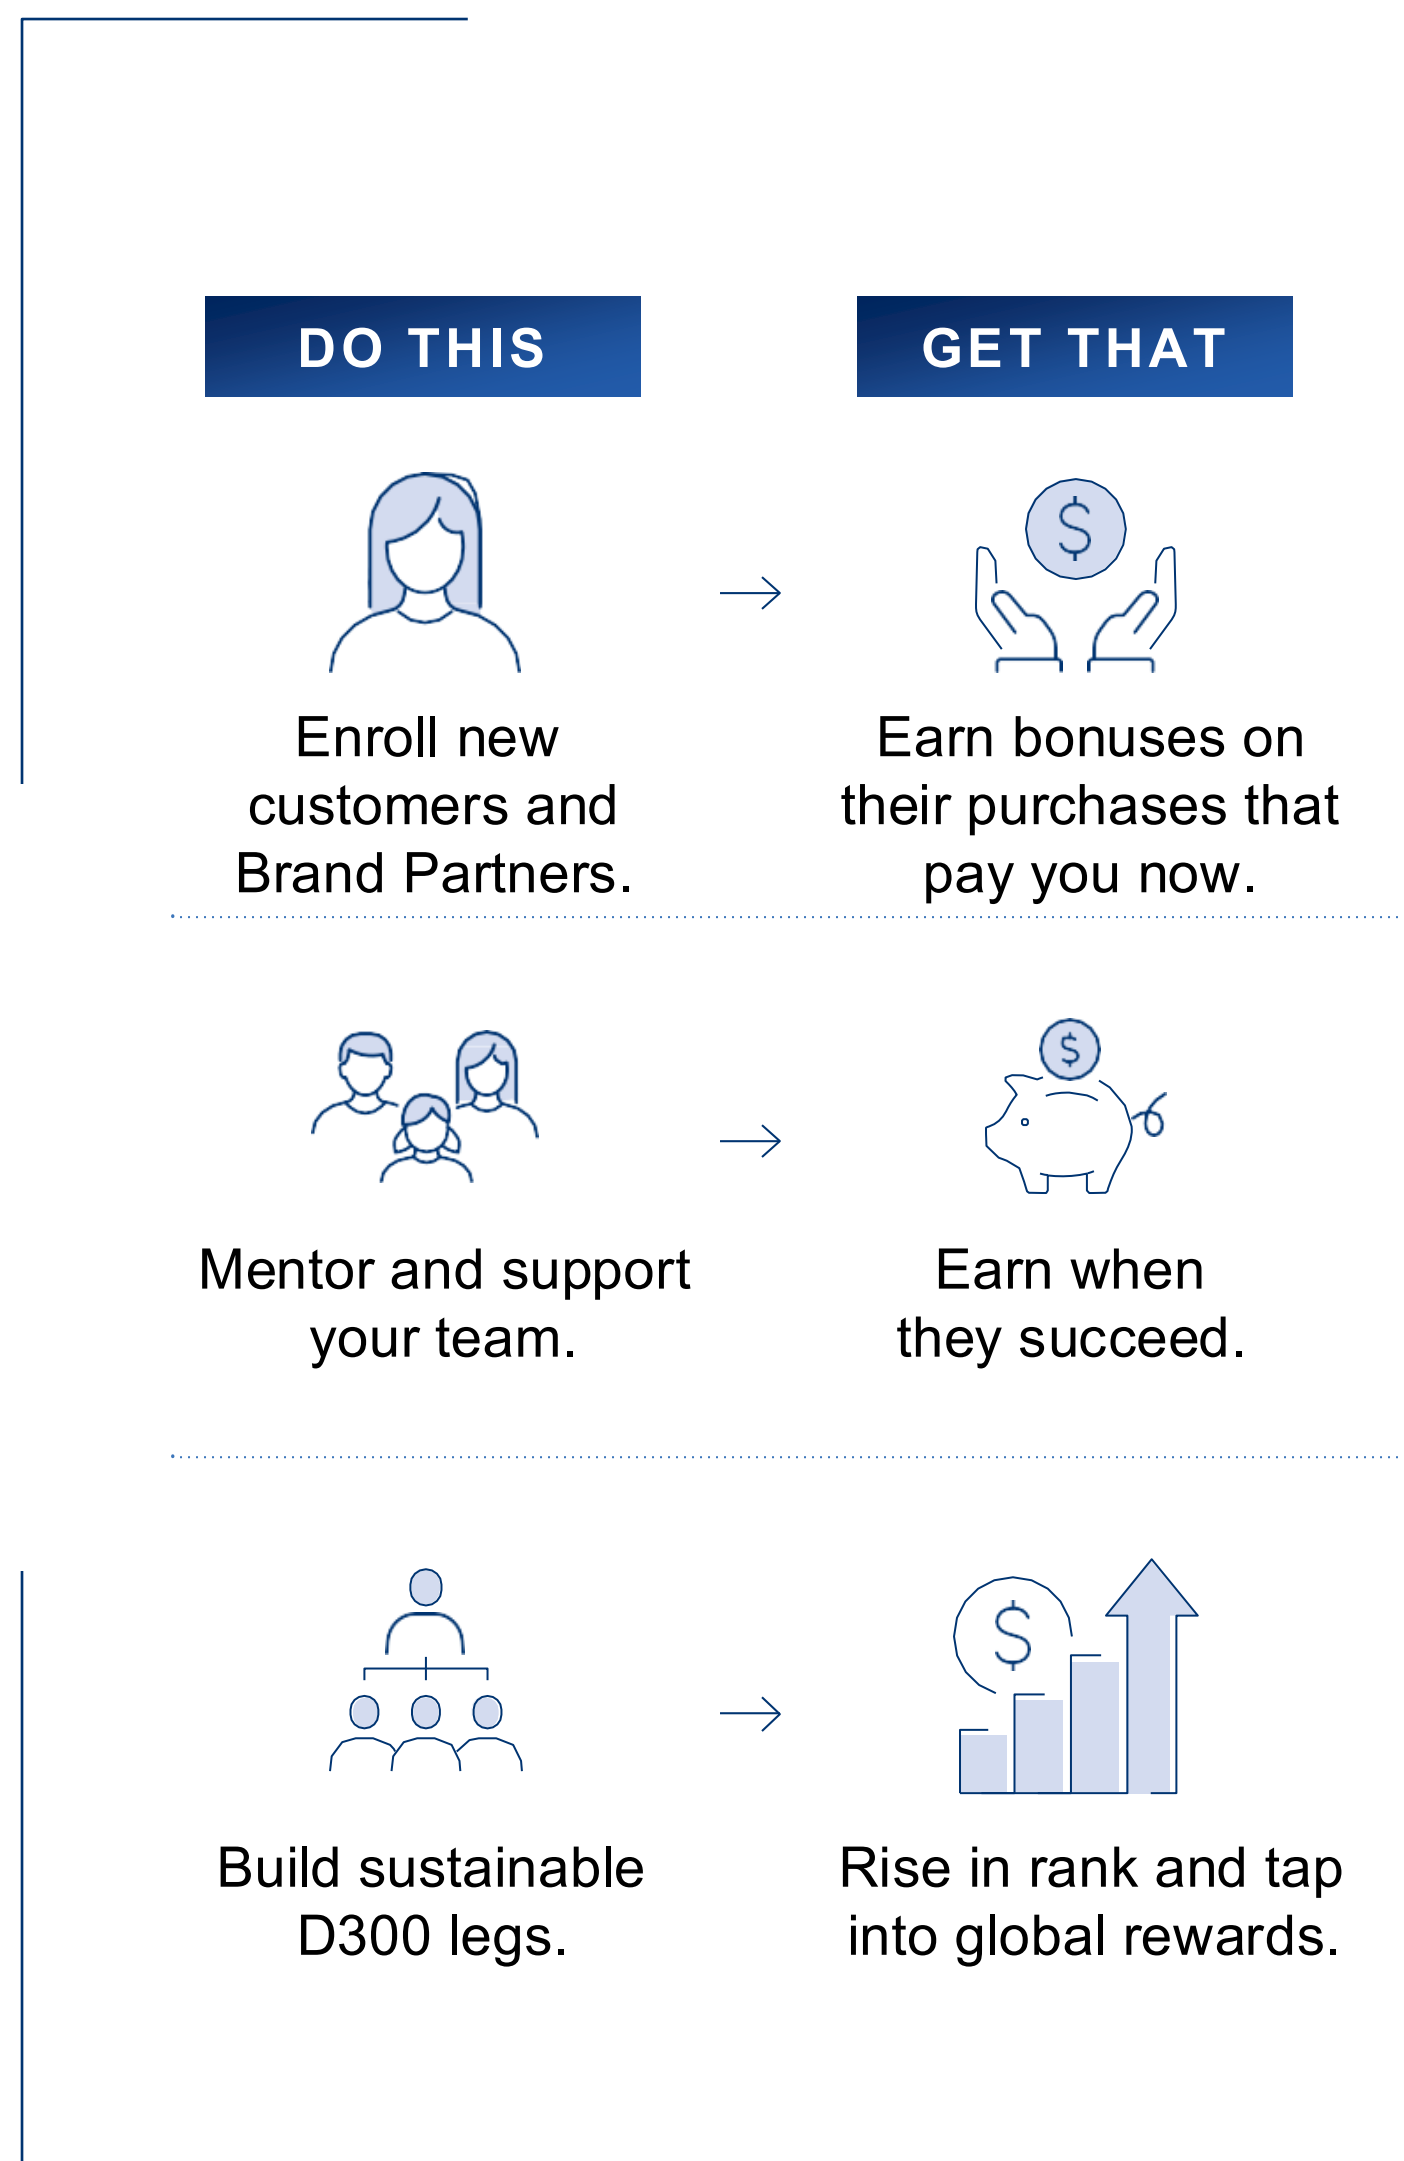 DO THIS
GET THAT
Enroll new
customers and
Brand Partners.
Earn bonuses on
their purchases that
pay you now.
Mentor and support
your team.
Earn when
they succeed.
Build sustainable
D300 legs.
Rise in rank and tap
into global rewards.